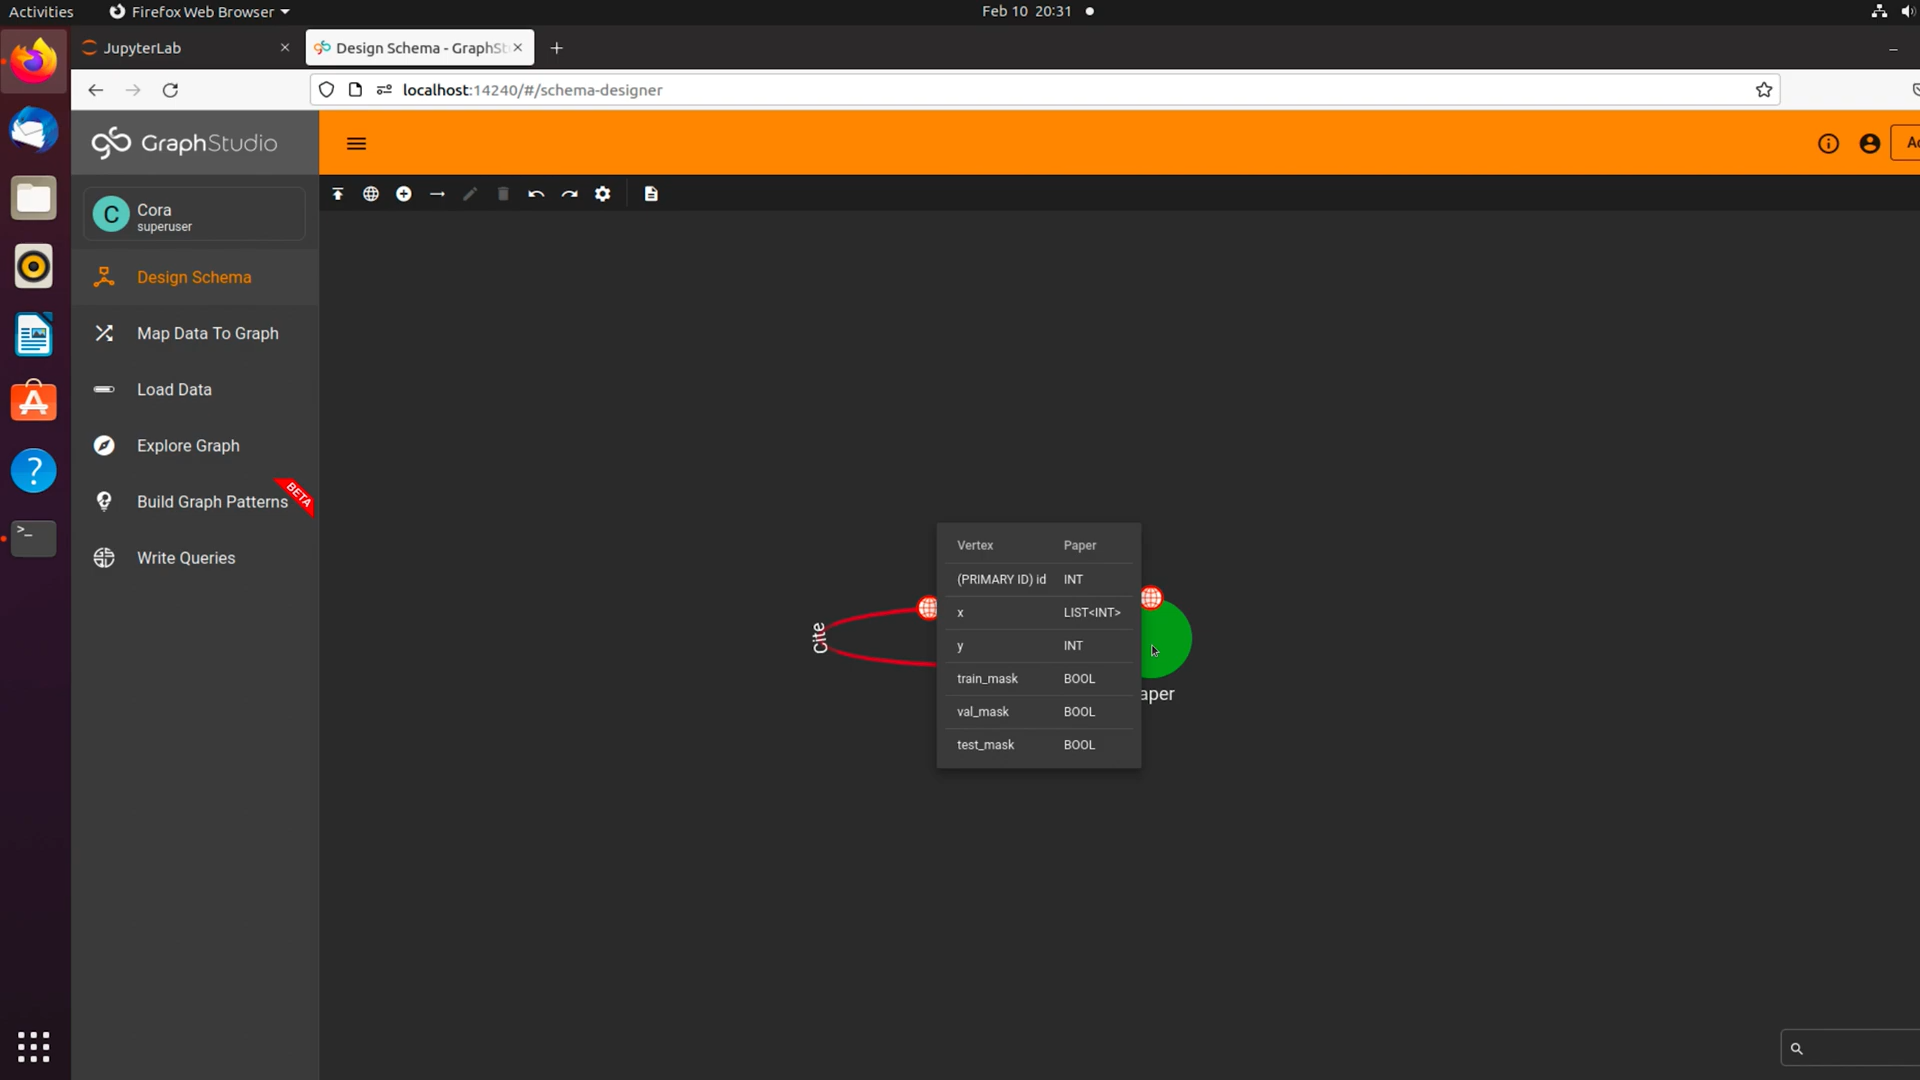 Activities
Firefox Web Browser
Feb 10 20:31
JupyterLab
Design Schema - GraphSt
localhost:14240/#/schema-designer
GraphStudio
C
Cora
superuser
Design Schema
Map Data To Graph
Load Data
Explore Graph
Build Graph Patterns
BETA
Write Queries
Cite
Vertex Paper
(PRIMARY ID) id INT
x LIST<INT>
y INT
train_mask BOOL
val_mask BOOL
test_mask BOOL
aper